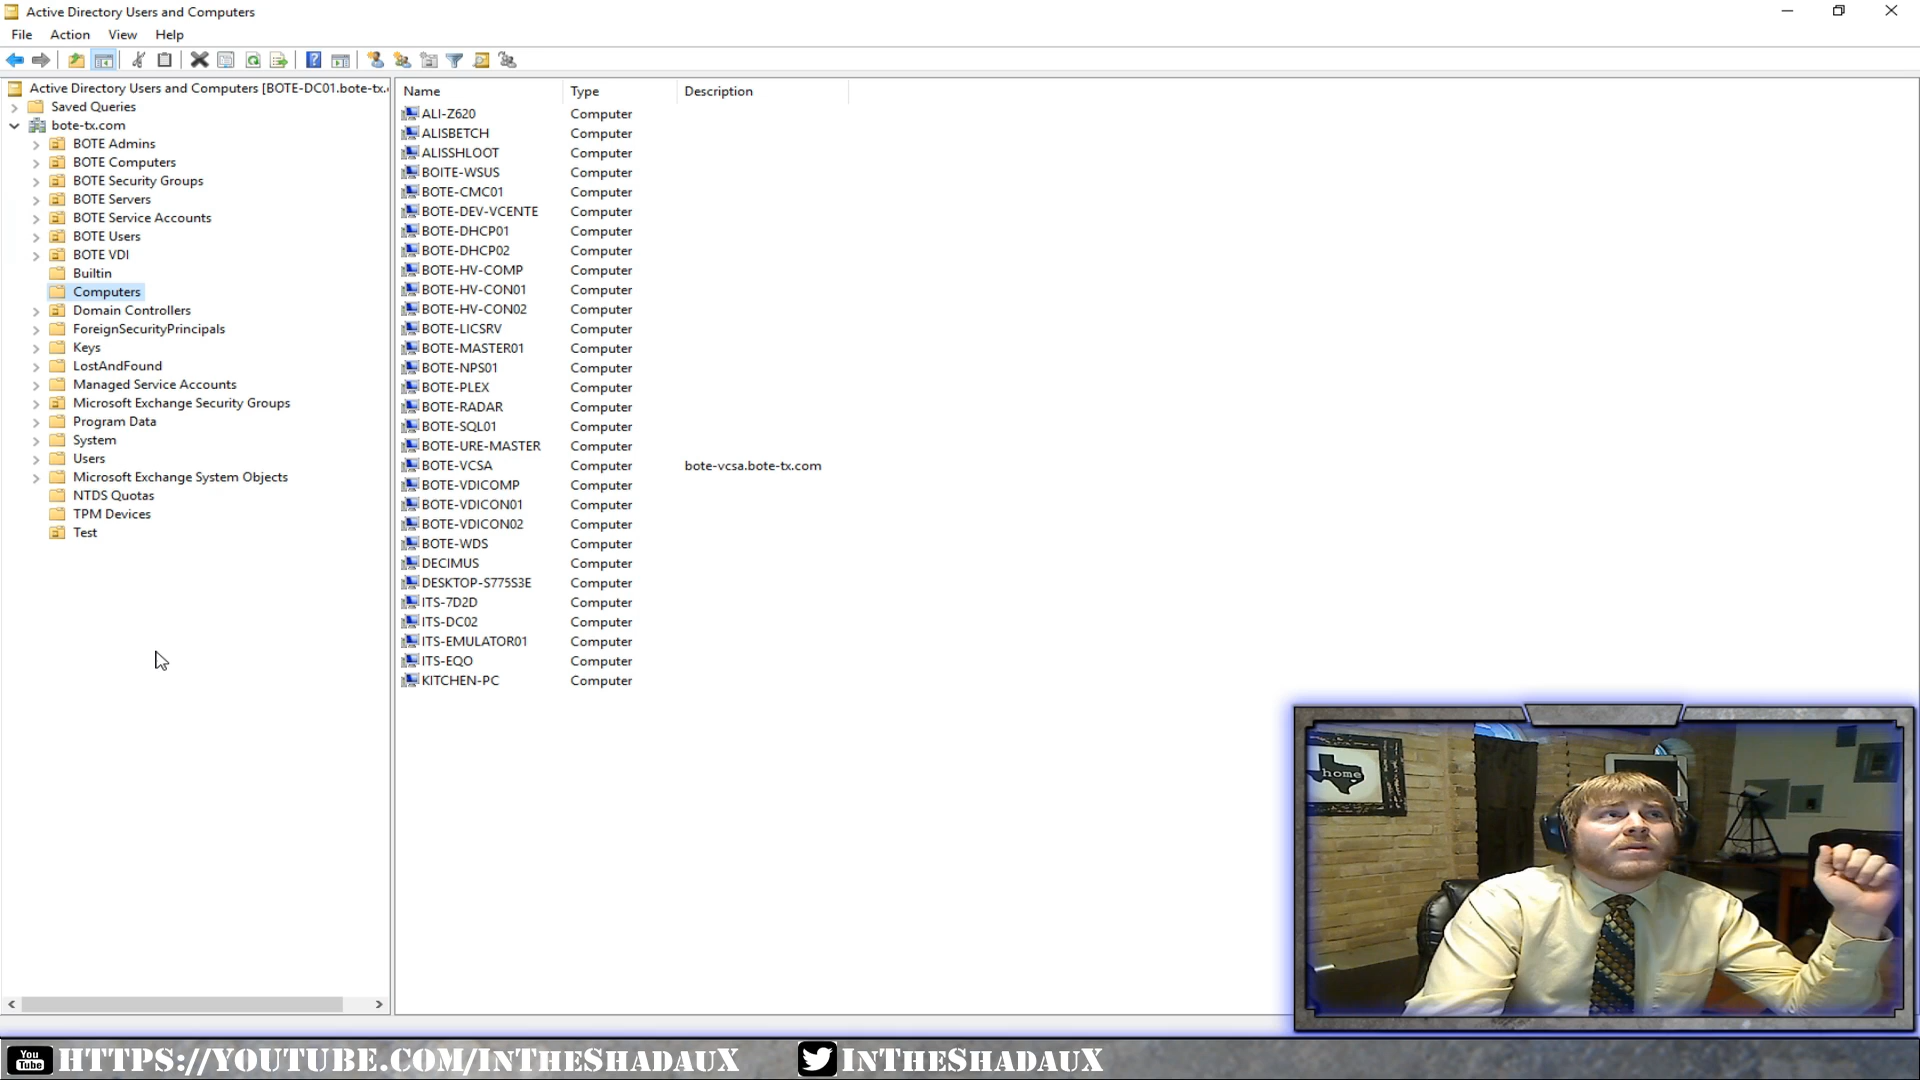 Active Directory Users and Computers
File Action View Help
Active Directory Users and Computers [BOTE-DC01.bote-tx.
Saved Queries
bote-tx.com
BOTE Admins
BOTE Computers
BOTE Security Groups
BOTE Servers
BOTE Service Accounts
BOTE Users
BOTE VDI
Builtin
Computers
Domain Controllers
ForeignSecurityPrincipals
Keys
LostAndFound
Managed Service Accounts
Microsoft Exchange Security Groups
Program Data
System
Users
Microsoft Exchange System Objects
NTDS Quotas
TPM Devices
Test
Name Type Description
ALI-Z620 Computer
ALISBETCH Computer
ALISSHLOOT Computer
BOITE-WSUS Computer
BOTE-CMC01 Computer
BOTE-DEV-VCENTE Computer
BOTE-DHCP01 Computer
BOTE-DHCP02 Computer
BOTE-HV-COMP Computer
BOTE-HV-CON01 Computer
BOTE-HV-CON02 Computer
BOTE-LICSRV Computer
BOTE-MASTER01 Computer
BOTE-NPS01 Computer
BOTE-PLEX Computer
BOTE-RADAR Computer
BOTE-SQL01 Computer
BOTE-URE-MASTER Computer
BOTE-VCSA Computer bote-vcsa.bote-tx.com
BOTE-VDICOMP Computer
BOTE-VDICON01 Computer
BOTE-VDICON02 Computer
BOTE-WDS Computer
DECIMUS Computer
DESKTOP-S775S3E Computer
ITS-7D2D Computer
ITS-DC02 Computer
ITS-EMULATOR01 Computer
ITS-EQO Computer
KITCHEN-PC Computer
home
You Tube HTTPS://YOUTUBE.COM/INTHESHADAUX INTHESHADAUX